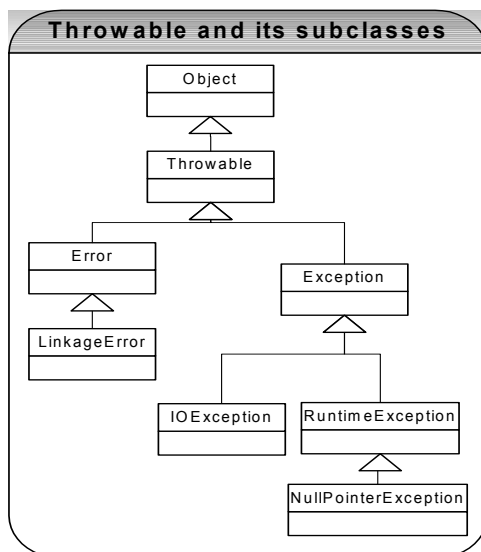 Throwable and its subclasses
Object
Throwable
Error
Exception
LinkageError
IOException
RuntimeException
NullPointerException